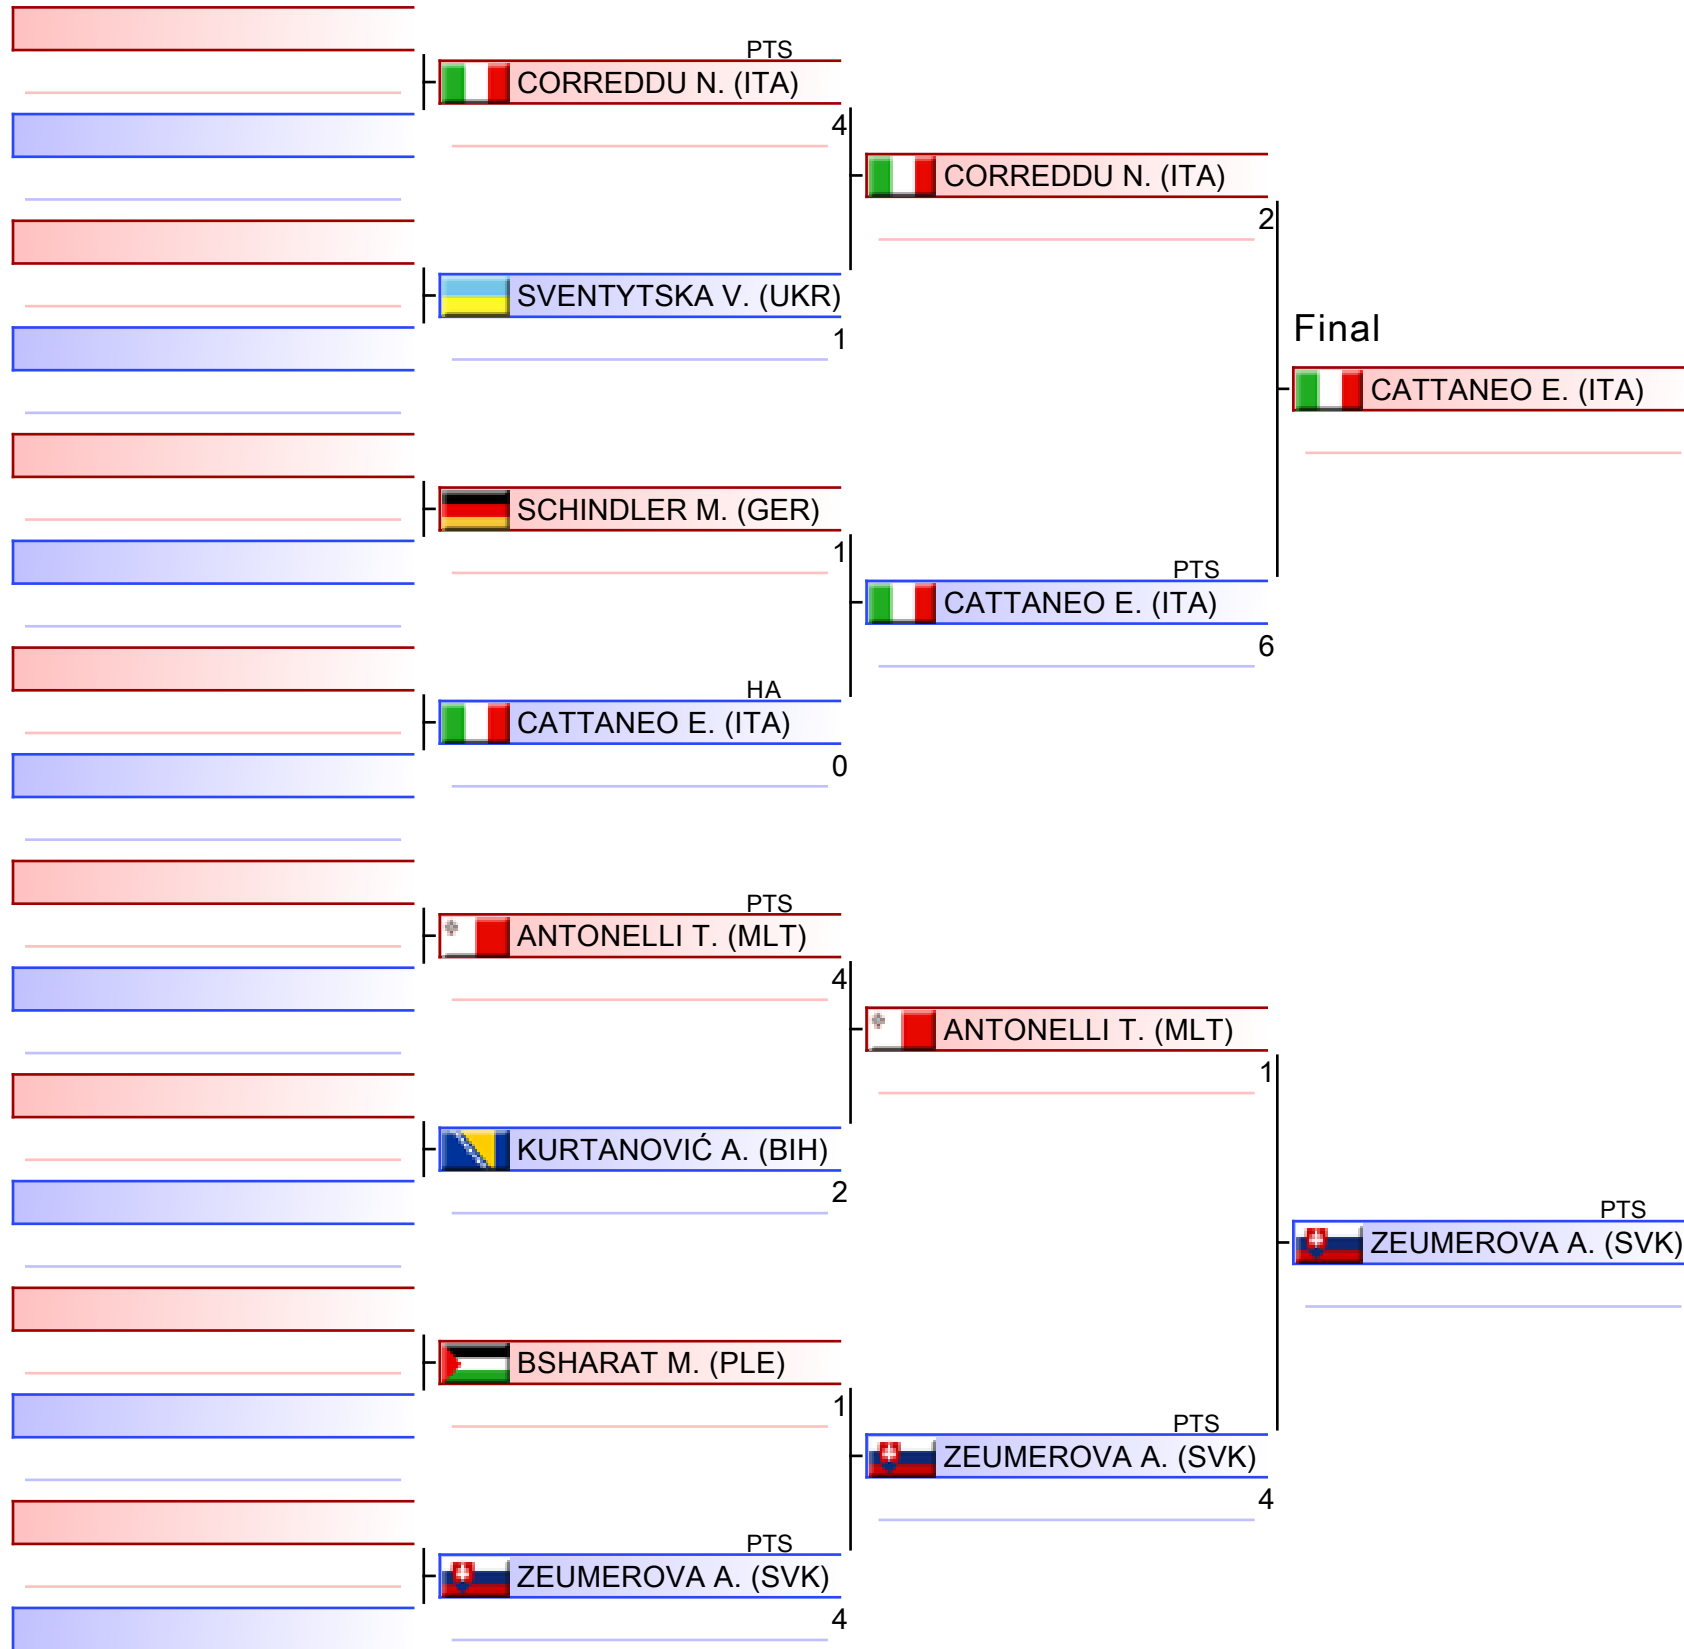 PTS
CORREDDU N. (ITA)
4
CORREDDU N. (ITA)
2
SVENTYTSKA V. (UKR)
1
Final
CATTANEO E. (ITA)
SCHINDLER M. (GER)
1
PTS
CATTANEO E. (ITA)
6
HA
CATTANEO E. (ITA)
0
PTS
ANTONELLI T. (MLT)
4
ANTONELLI T. (MLT)
1
KURTANOVIĆ A. (BIH)
2
PTS
ZEUMEROVA A. (SVK)
BSHARAT M. (PLE)
1
PTS
ZEUMEROVA A. (SVK)
4
PTS
ZEUMEROVA A. (SVK)
4